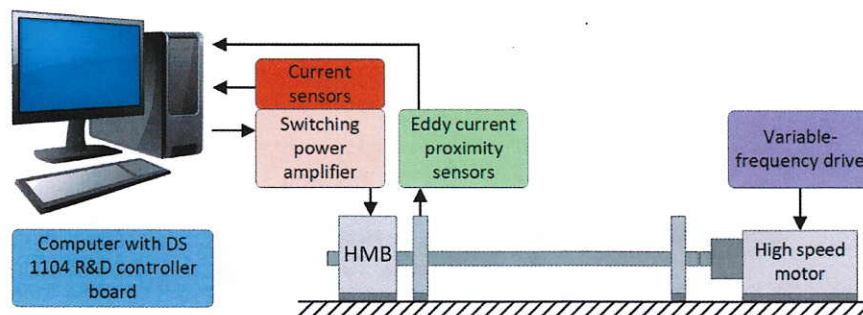 Current
sensors
Switching
power
amplifier
Eddy current
proximity
sensors
Variable-
frequency drive
Computer with DS
1104 R&D controller
board
HMB
High speed
motor